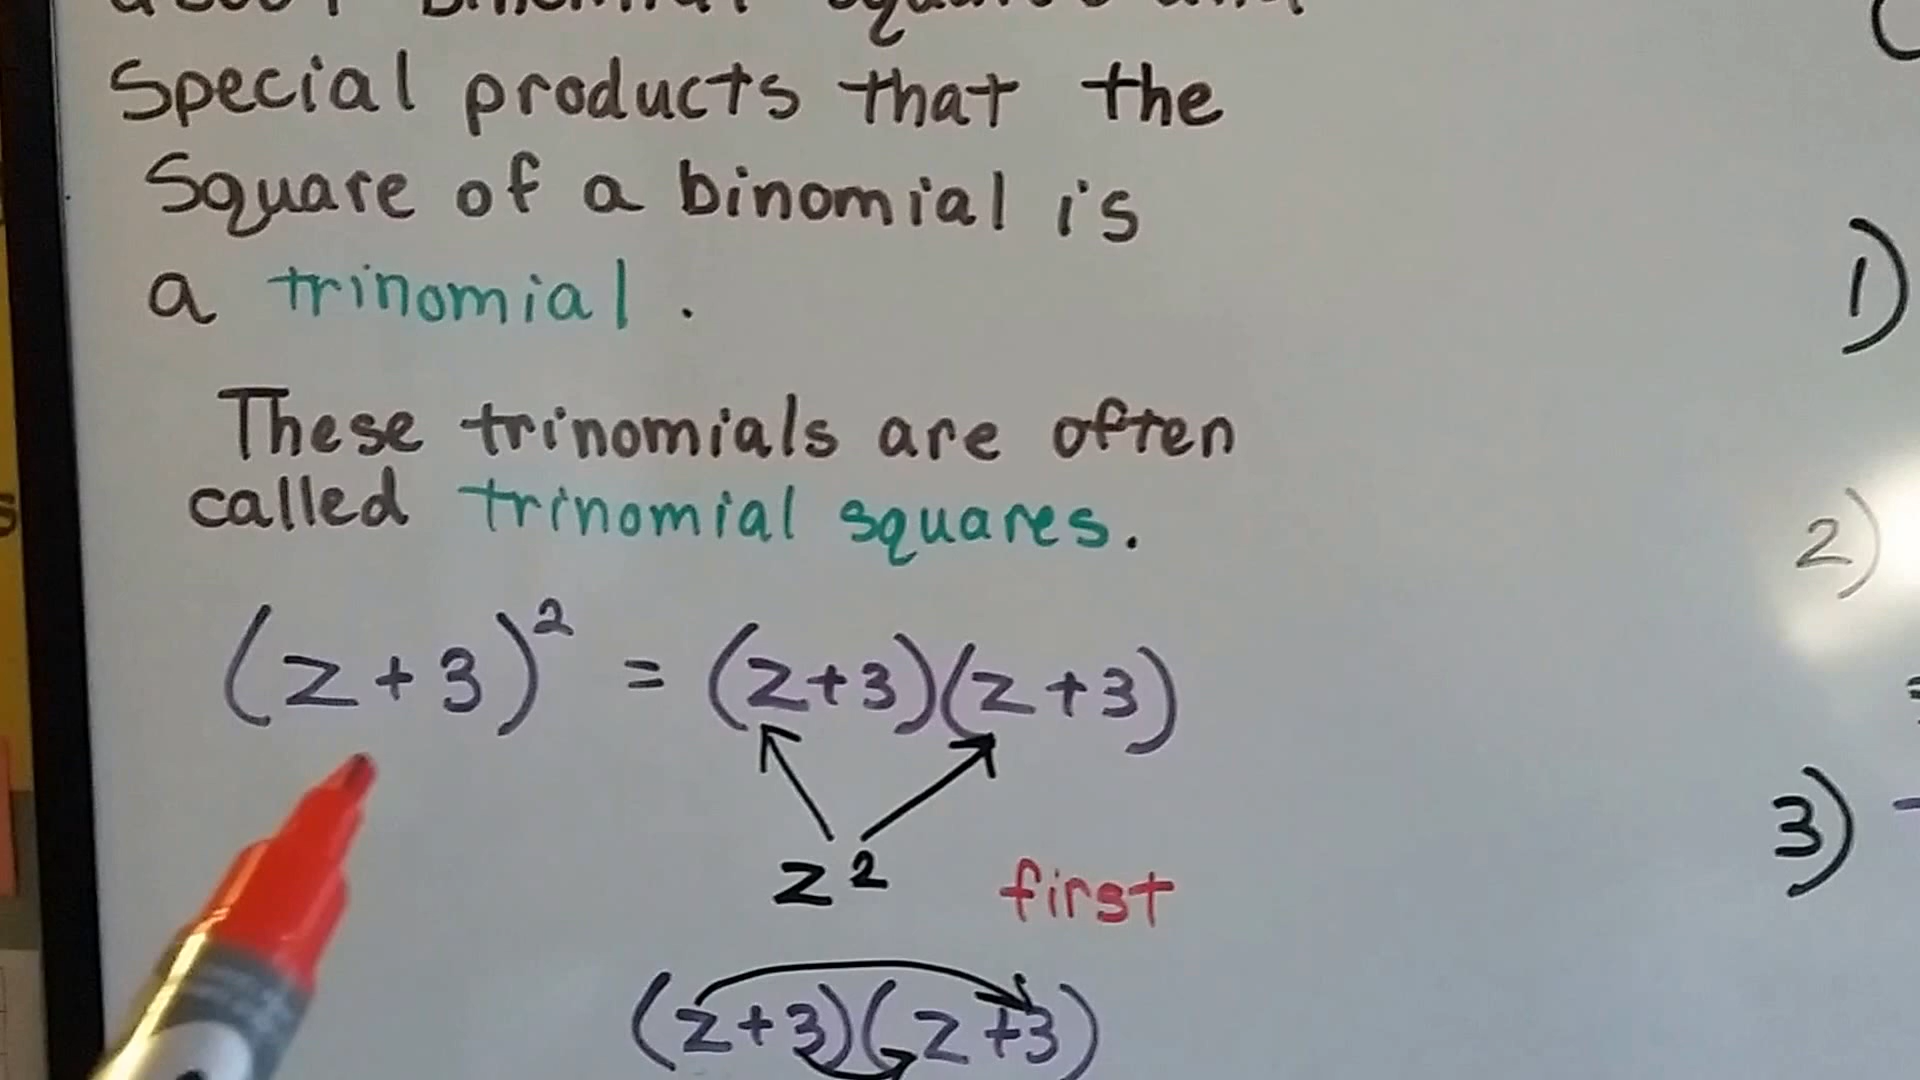 Special products that the
Square of a binomial is
a trinomial.
These trinomials are often
called trinomial squares.
(z+3)² = (z+3)(z+3)
z² first
(z+3)(z+3)
1)
2)
3)